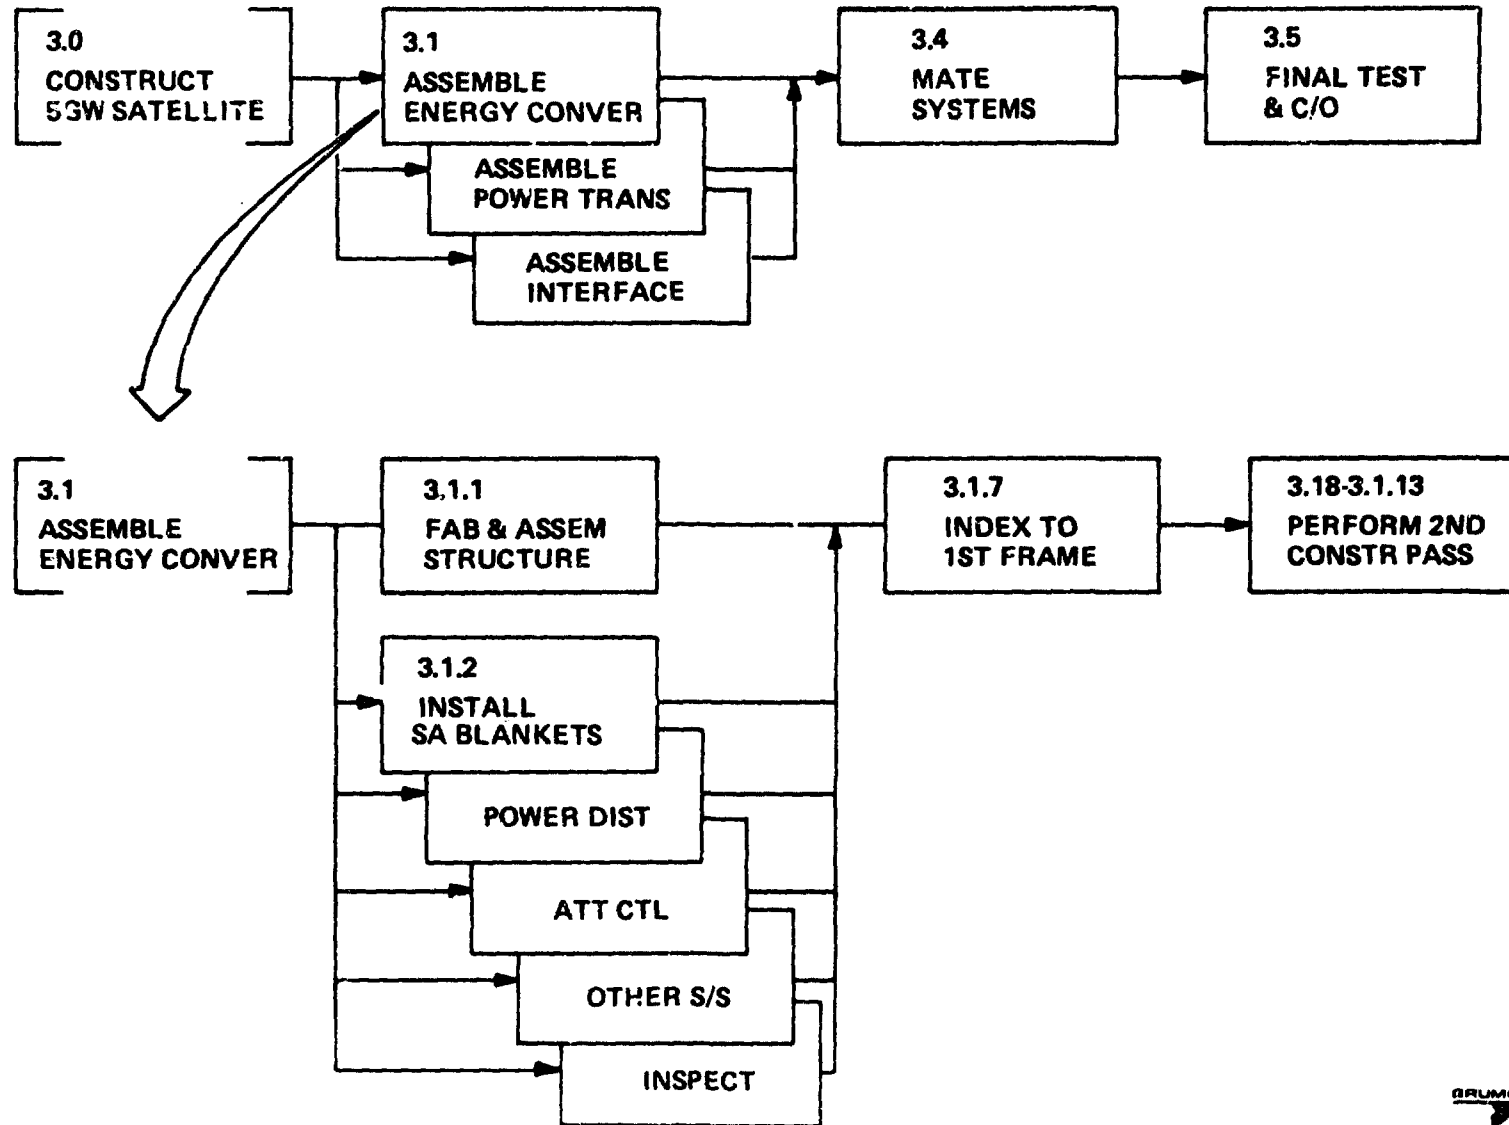 3.0
CONSTRUCT
5GW SATELLITE
3.1
ASSEMBLE
ENERGY CONVER
ASSEMBLE
POWER TRANS
ASSEMBLE
INTERFACE
3.4
MATE
SYSTEMS
3.5
FINAL TEST
& C/O
3.1
ASSEMBLE
ENERGY CONVER
3.1.1
FAB & ASSEM
STRUCTURE
3.1.2
INSTALL
SA BLANKETS
POWER DIST
ATT CTL
OTHER S/S
INSPECT
3.1.7
INDEX TO
1ST FRAME
3.18-3.1.13
PERFORM 2ND
CONSTR PASS